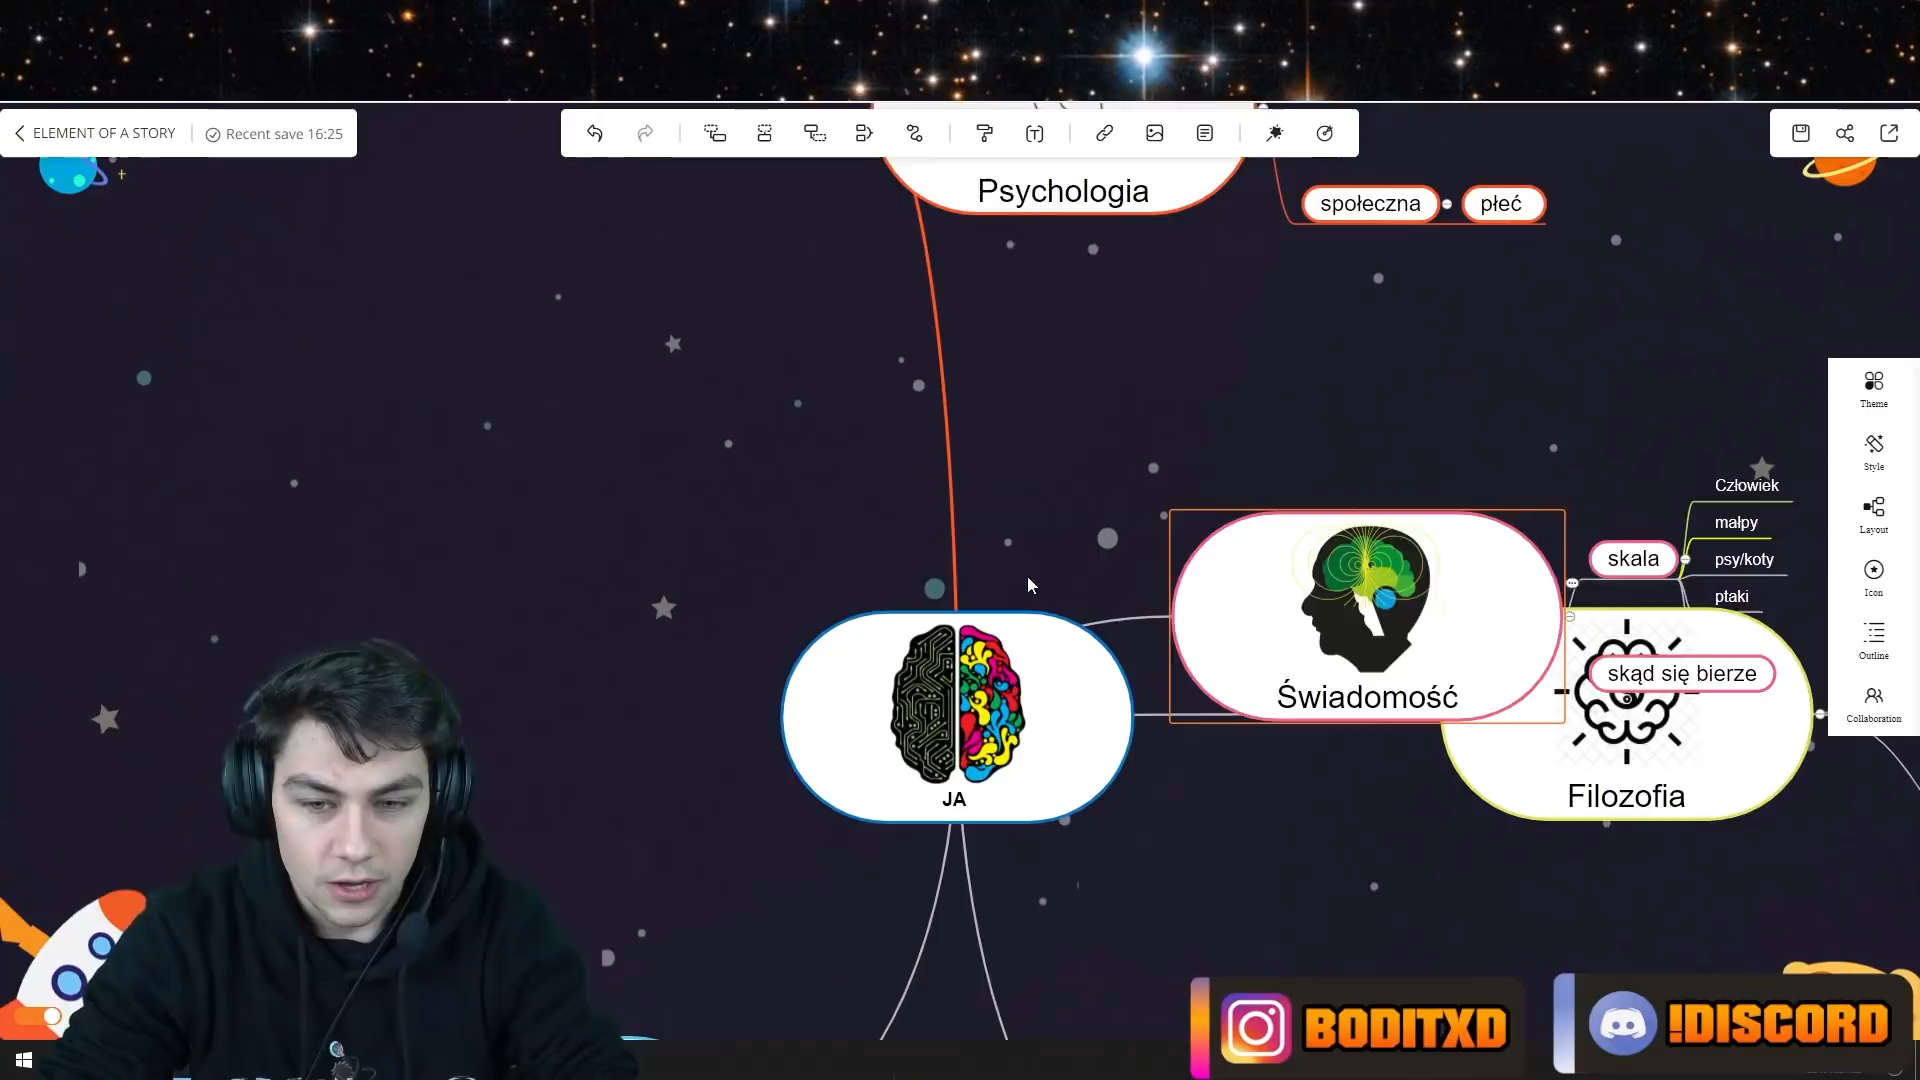 ELEMENT OF A STORY
Recent save 16:25
Psychologia
społeczna
płeć
Theme
Style
Layout
Icon
Outline
Collaboration
Człowiek
małpy
psy/koty
ptaki
skala
skąd się bierze
Świadomość
Filozofia
JA
BODITXD
!DISCORD